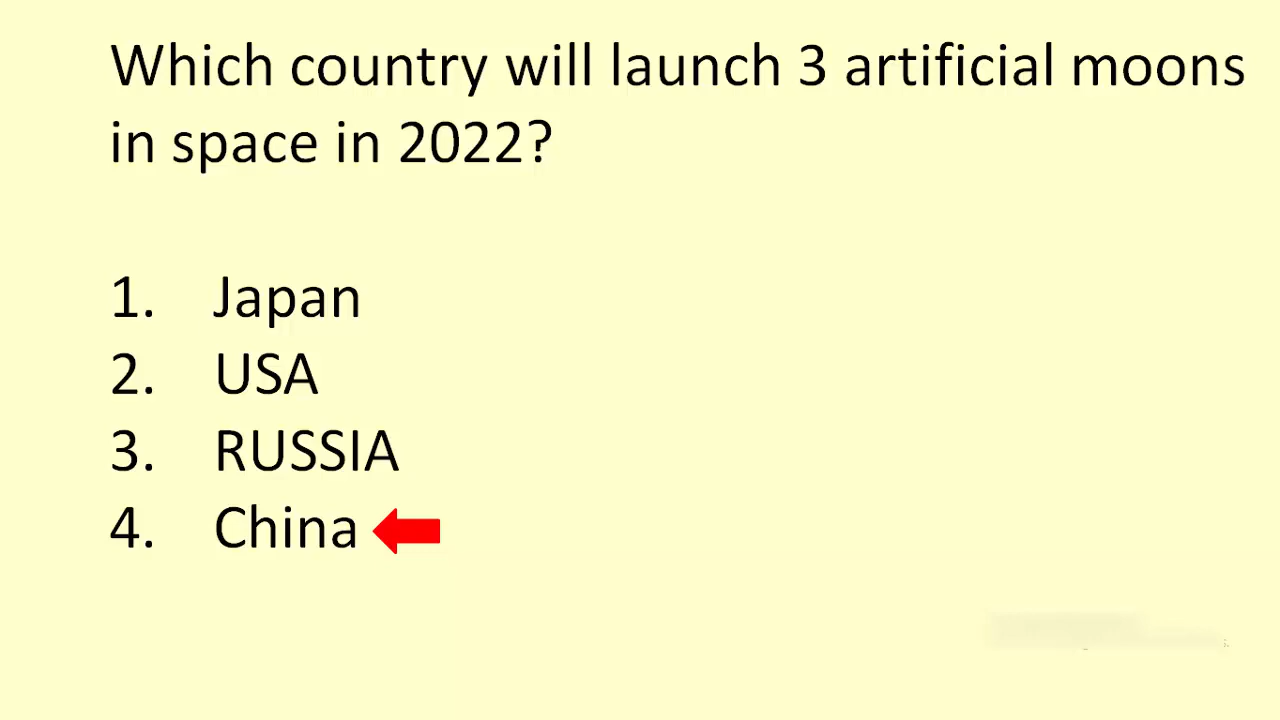 Which country will launch 3 artificial moons
in space in 2022?
1. Japan
2. USA
3. RUSSIA
4. China